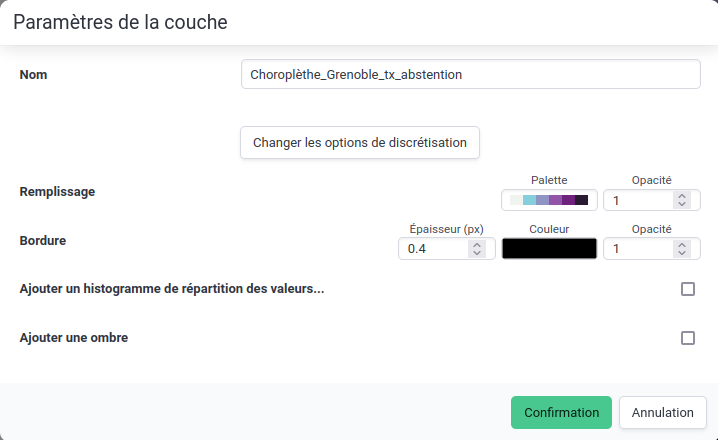 Paramètres de la couche
Nom
Choroplèthe_Grenoble_tx_abstention
Changer les options de discrétisation
Remplissage
Palette
Opacité
1
Bordure
Épaisseur (px)
Couleur
Opacité
0.4
1
Ajouter un histogramme de répartition des valeurs...
Ajouter une ombre
Confirmation
Annulation